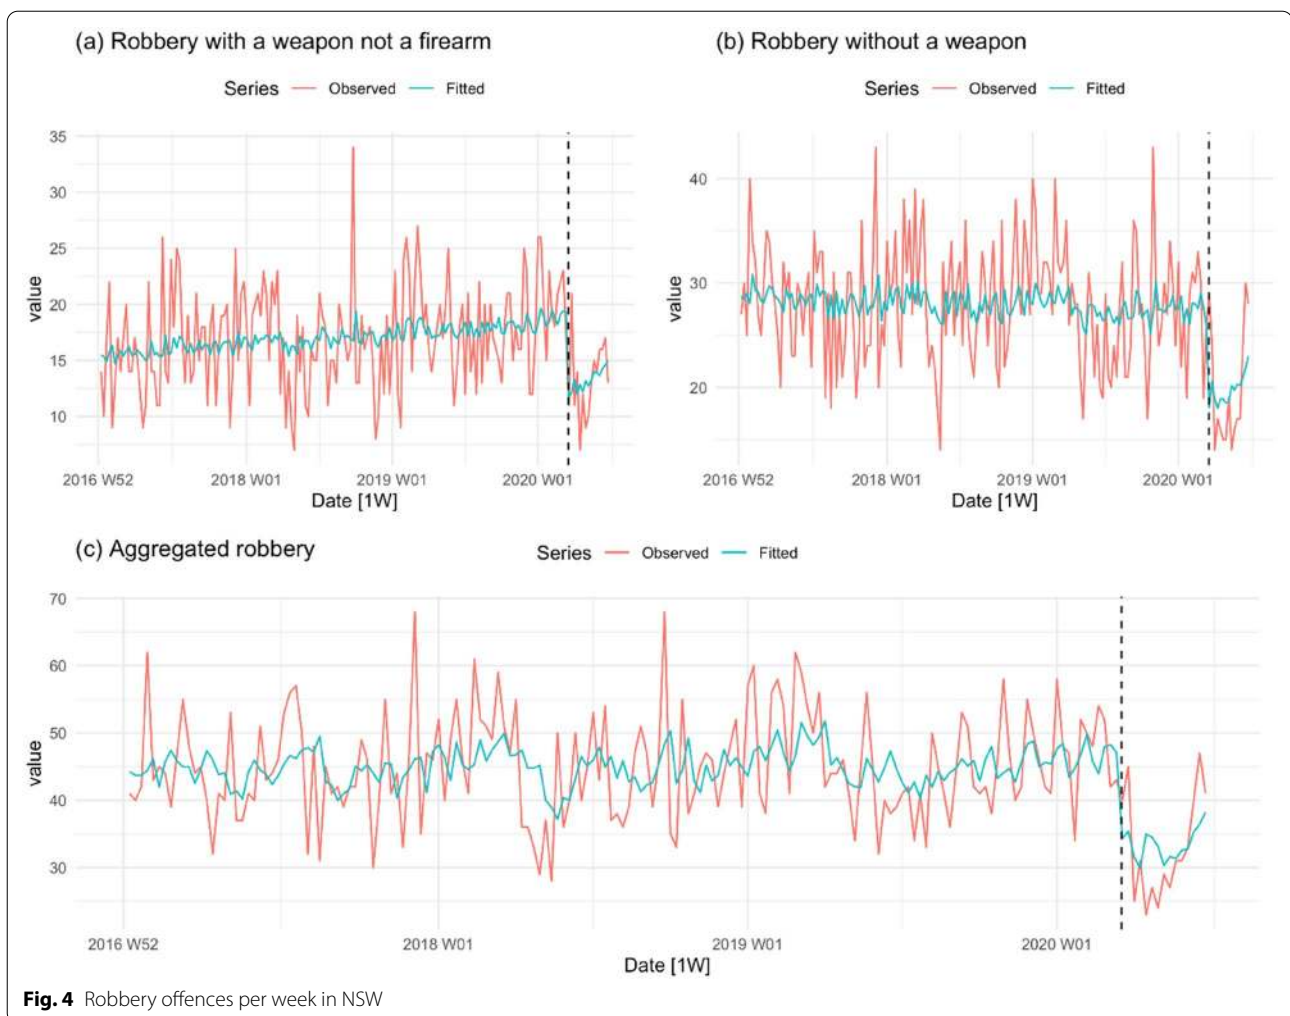 (a) Robbery with a weapon not a firearm
Series Observed Fitted
35
30
25
20
15
10
value
2016 W52 2018 W01 2019 W01 2020 W01
Date [1W]
(b) Robbery without a weapon
Series Observed Fitted
40
30
20
value
2016 W52 2018 W01 2019 W01 2020 W01
Date [1W]
(c) Aggregated robbery
Series Observed Fitted
70
60
50
40
30
value
2016 W52 2018 W01 2019 W01 2020 W01
Date [1W]
Fig. 4 Robbery offences per week in NSW